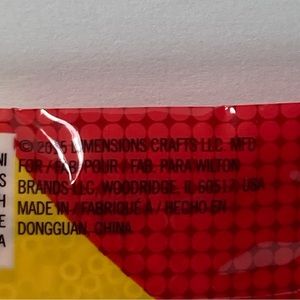 © 2015 DIMENSIONS CRAFTS LLC. MFD
FOR / FAB. POUR / FAB. PARA WILTON
BRANDS LLC, WOODRIDGE, IL 60517 USA
MADE IN / FABRIQUÉ À / HECHO EN
DONGGUAN, CHINA
NI
S
H
E
A